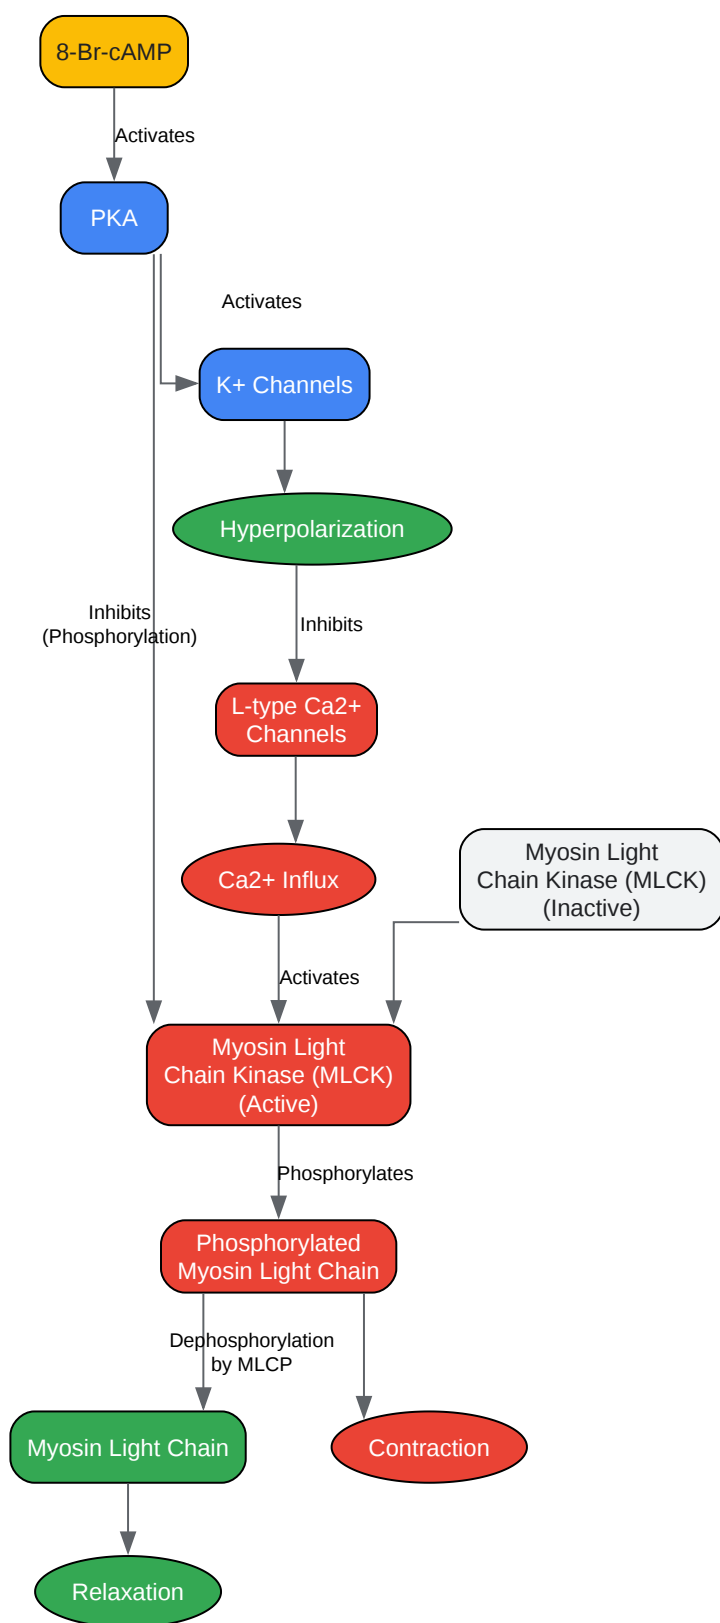 8-Br-cAMP
Activates
PKA
Activates
K+ Channels
Hyperpolarization
Inhibits
(Phosphorylation)
Inhibits
L-type Ca2+
Channels
Myosin Light
Chain Kinase (MLCK)
(Inactive)
Ca2+ Influx
Activates
Myosin Light
Chain Kinase (MLCK)
(Active)
Phosphorylates
Phosphorylated
Myosin Light Chain
Dephosphorylation
by MLCP
Myosin Light Chain
Contraction
Relaxation